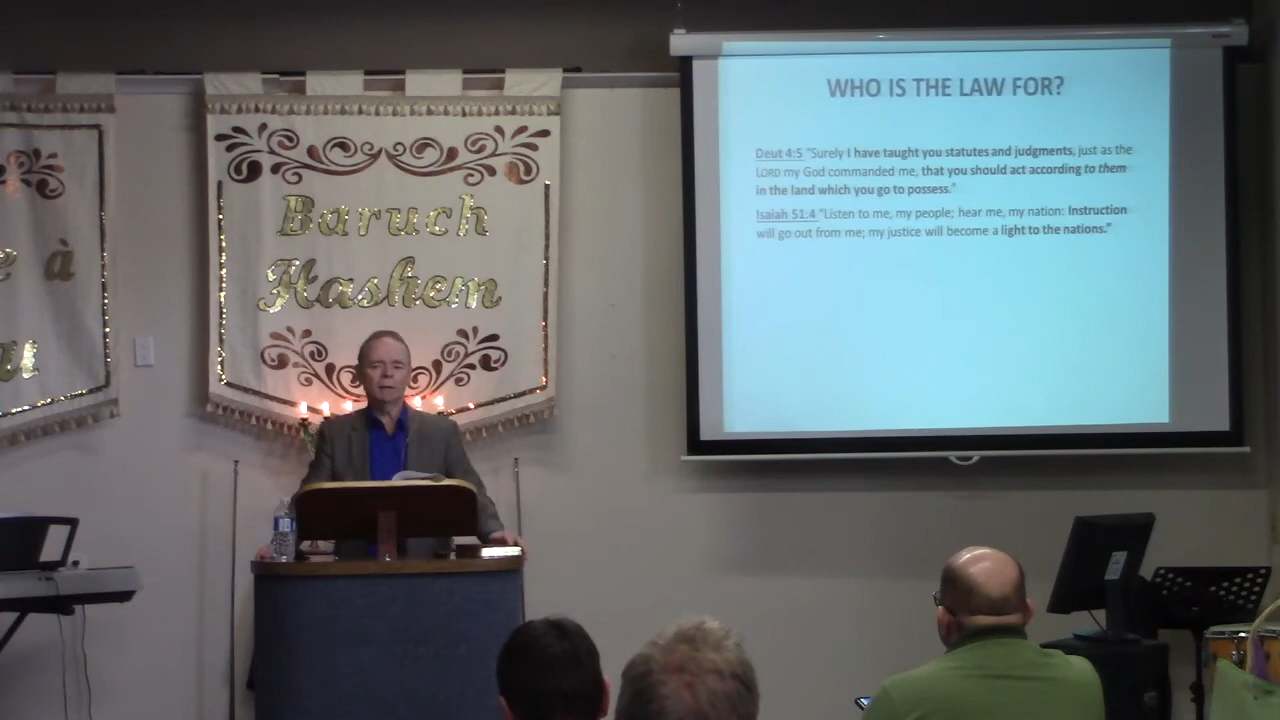 e à
u
Baruch
Hashem
WHO IS THE LAW FOR?
Deut 4:5 "Surely I have taught you statutes and judgments, just as the
LORD my God commanded me, that you should act according to them
in the land which you go to possess."
Isaiah 51:4 "Listen to me, my people; hear me, my nation: Instruction
will go out from me; my justice will become a light to the nations."